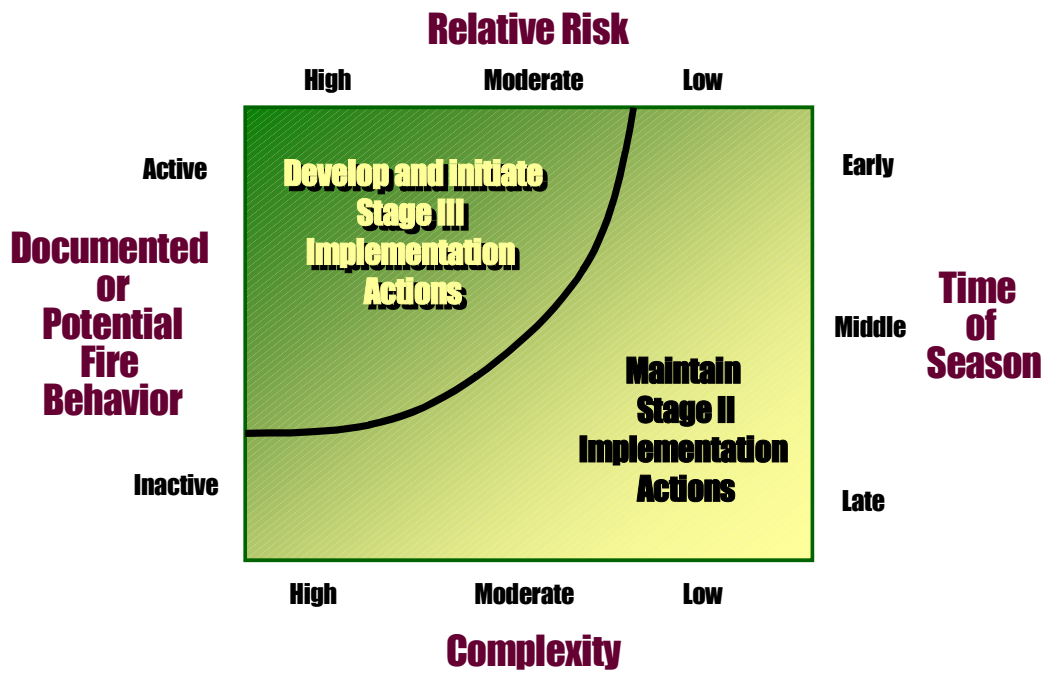 Relative Risk
High Moderate Low
Active
Early
Develop and initiate
Stage III
Implementation
Actions
Documented
or
Potential
Fire
Behavior
Time
of
Season
Middle
Maintain
Stage II
Implementation
Actions
Inactive
Late
High Moderate Low
Complexity